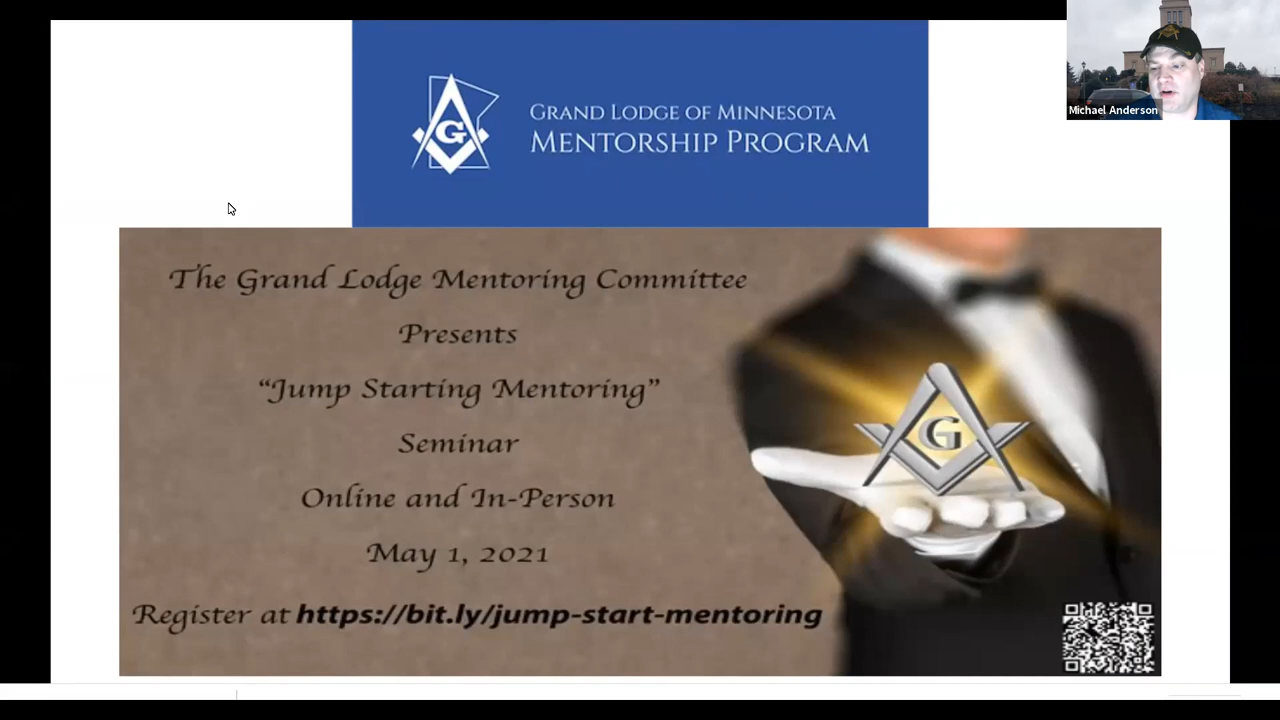 GRAND LODGE OF MINNESOTA
MENTORSHIP PROGRAM
G
Michael Anderson
The Grand Lodge Mentoring Committee
Presents
“Jump Starting Mentoring”
Seminar
Online and In-Person
May 1, 2021
Register at https://bit.ly/jump-start-mentoring
G